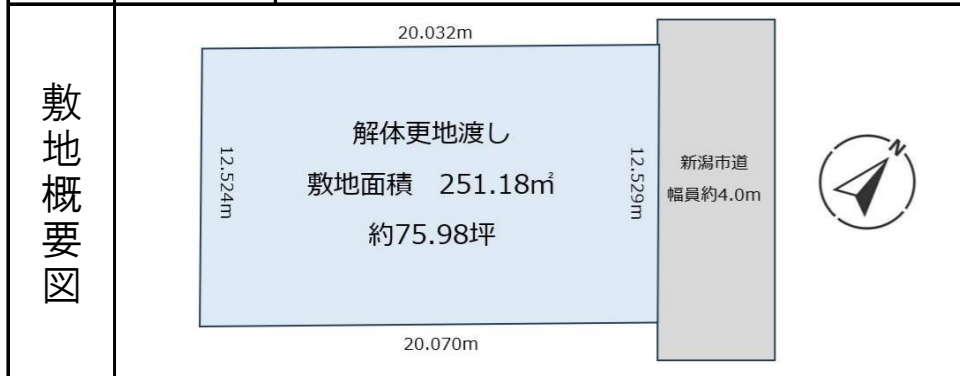 敷地概要図
20.032m
解体更地渡し
敷地面積　251.18㎡
約75.98坪
12.524m
12.529m
新潟市道
幅員約4.0m
N
20.070m